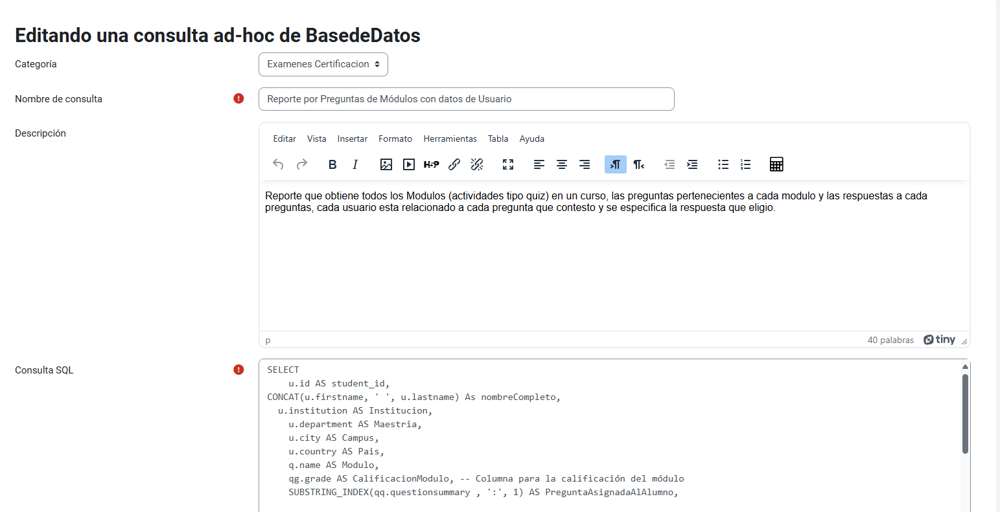 Editando una consulta ad-hoc de BasedeDatos
Categoría
Examenes Certificacion
Nombre de consulta
Reporte por Preguntas de Módulos con datos de Usuario
Descripción
Editar Vista Insertar Formato Herramientas Tabla Ayuda
B I H5P
Reporte que obtiene todos los Modulos (actividades tipo quiz) en un curso, las preguntas pertenecientes a cada modulo y las respuestas a cada
preguntas, cada usuario esta relacionado a cada pregunta que contesto y se especifica la respuesta que eligio.
p
40 palabras tiny
Consulta SQL
SELECT
u.id AS student_id,
CONCAT(u.firstname, ' ', u.lastname) As nombreCompleto,
u.institution AS Institucion,
u.department AS Maestria,
u.city AS Campus,
u.country AS Pais,
q.name AS Modulo,
qg.grade AS CalificacionModulo, -- Columna para la calificación del módulo
SUBSTRING_INDEX(qq.questionsummary , ':', 1) AS PreguntaAsignadaAlAlumno,